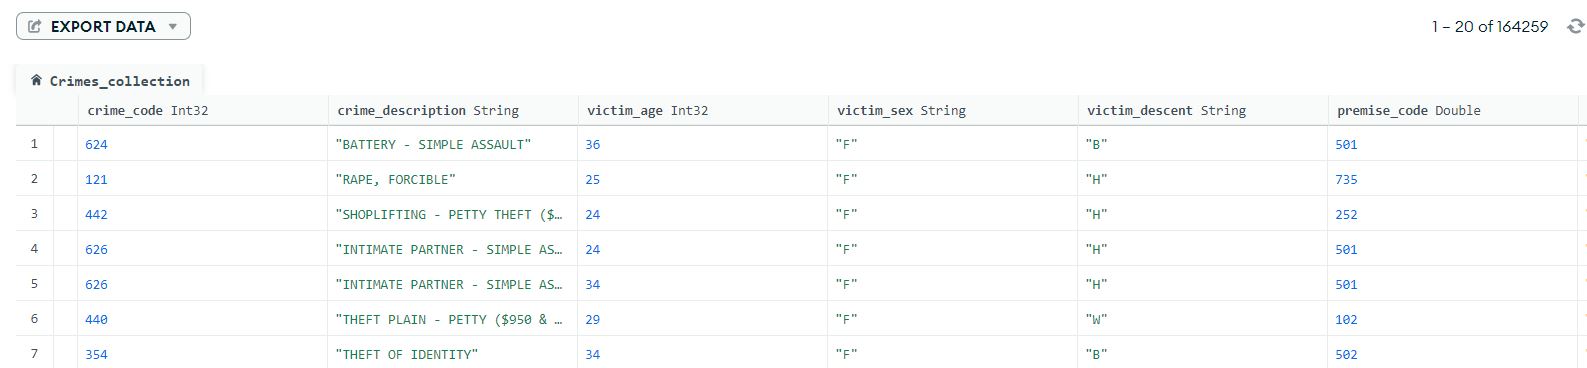 EXPORT DATA
1 – 20 of 164259
Crimes_collection
crime_code Int32 crime_description String victim_age Int32 victim_sex String victim_descent String premise_code Double
1 624 "BATTERY - SIMPLE ASSAULT" 36 "F" "B" 501
2 121 "RAPE, FORCIBLE" 25 "F" "H" 735
3 442 "SHOPLIFTING - PETTY THEFT ($… 24 "F" "H" 252
4 626 "INTIMATE PARTNER - SIMPLE AS… 24 "F" "H" 501
5 626 "INTIMATE PARTNER - SIMPLE AS… 34 "F" "H" 501
6 440 "THEFT PLAIN - PETTY ($950 & … 29 "F" "W" 102
7 354 "THEFT OF IDENTITY" 34 "F" "B" 502